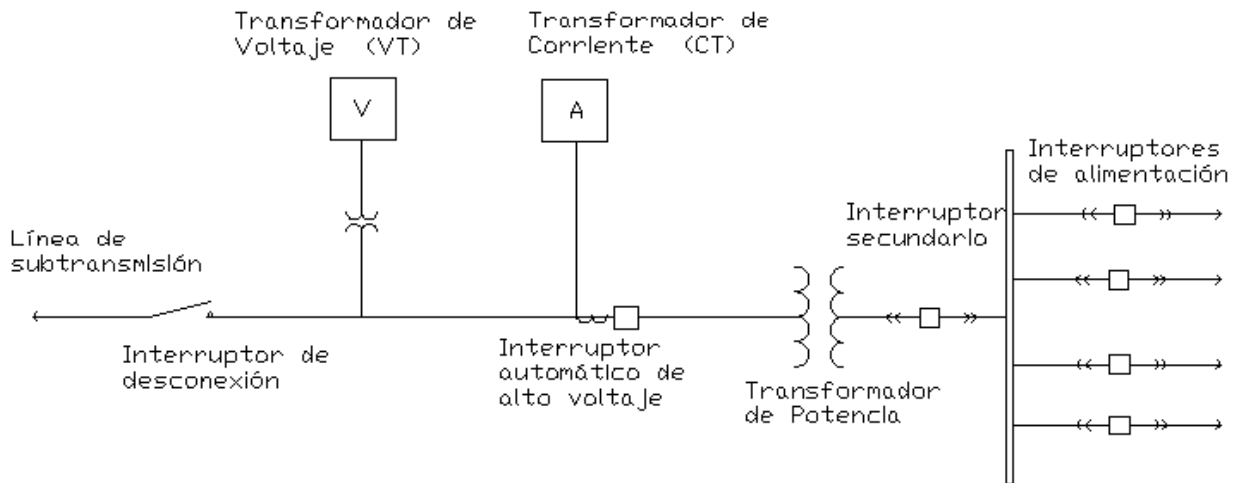 Transformador de
Voltaje (VT)
Transformador de
Corriente (CT)
V
A
Interruptores
de alimentación
Interruptor
secundario
Línea de
subtransmisión
Interruptor de
desconexión
Interruptor
automático de
alto voltaje
Transformador
de Potencia